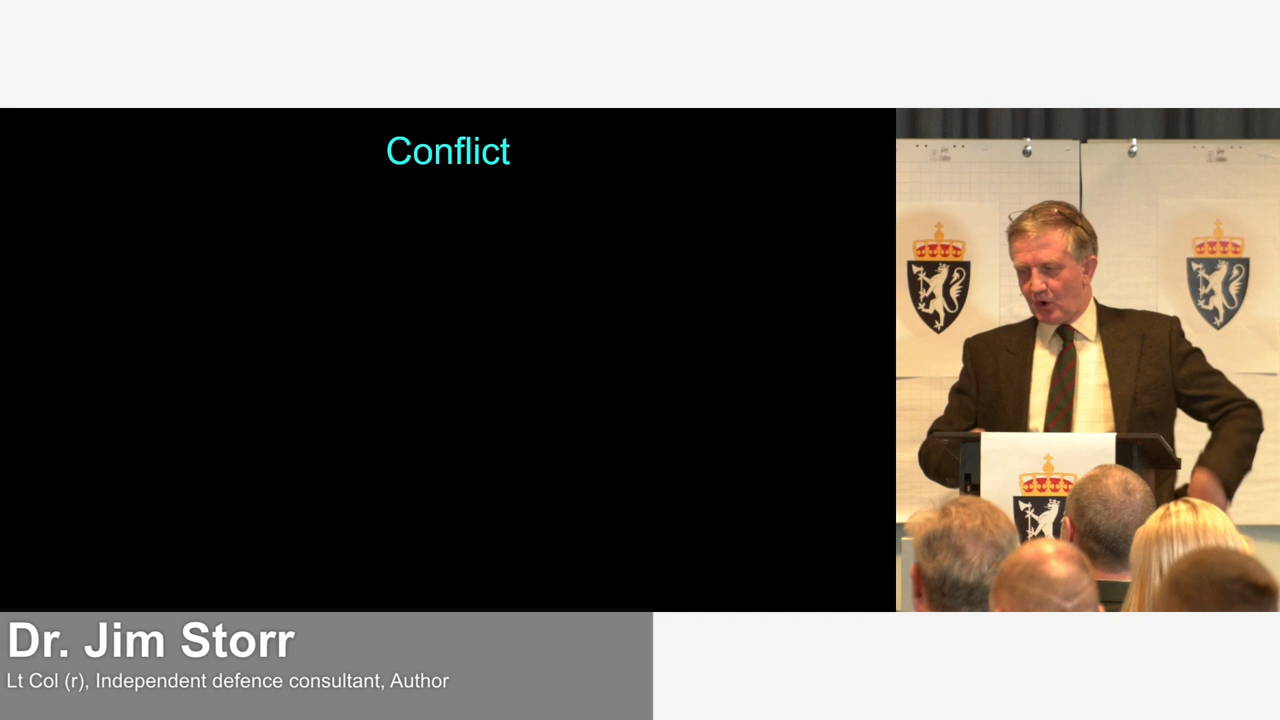 Conflict
Dr. Jim Storr
Lt Col (r), Independent defence consultant, Author